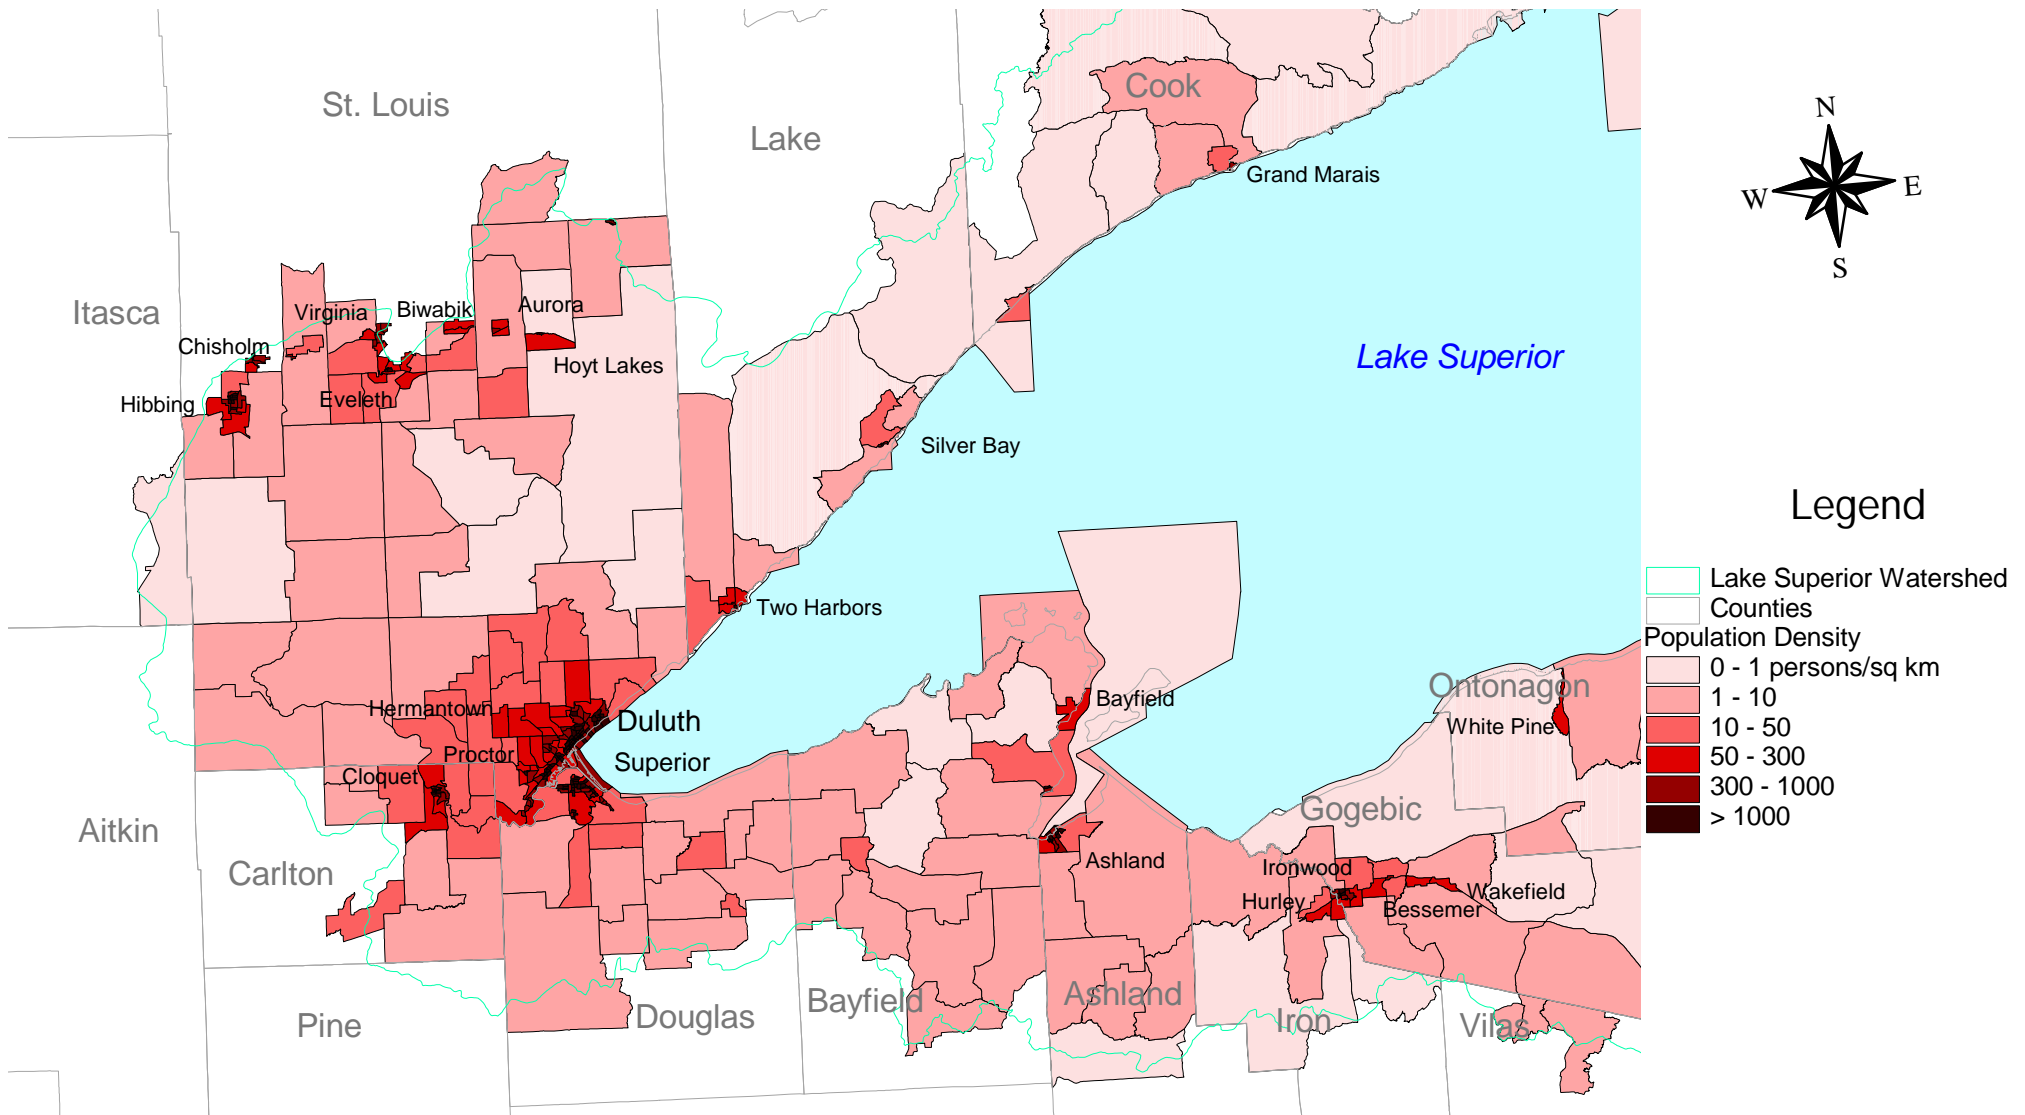 Cook
St. Louis
Lake
Grand Marais
N
W
E
S
Itasca
Virginia
Biwabik
Aurora
Chisholm
Hoyt Lakes
Lake Superior
Hibbing
Eveleth
Silver Bay
Legend
Lake Superior Watershed
Counties
Population Density
0 - 1 persons/sq km
1 - 10
10 - 50
50 - 300
300 - 1000
> 1000
Two Harbors
Ontonagon
Bayfield
White Pine
Hermantown
Duluth
Proctor
Superior
Cloquet
Gogebic
Aitkin
Carlton
Ashland
Ironwood
Wakefield
Hurley
Bessemer
Pine
Douglas
Bayfield
Ashland
Iron
Vilas